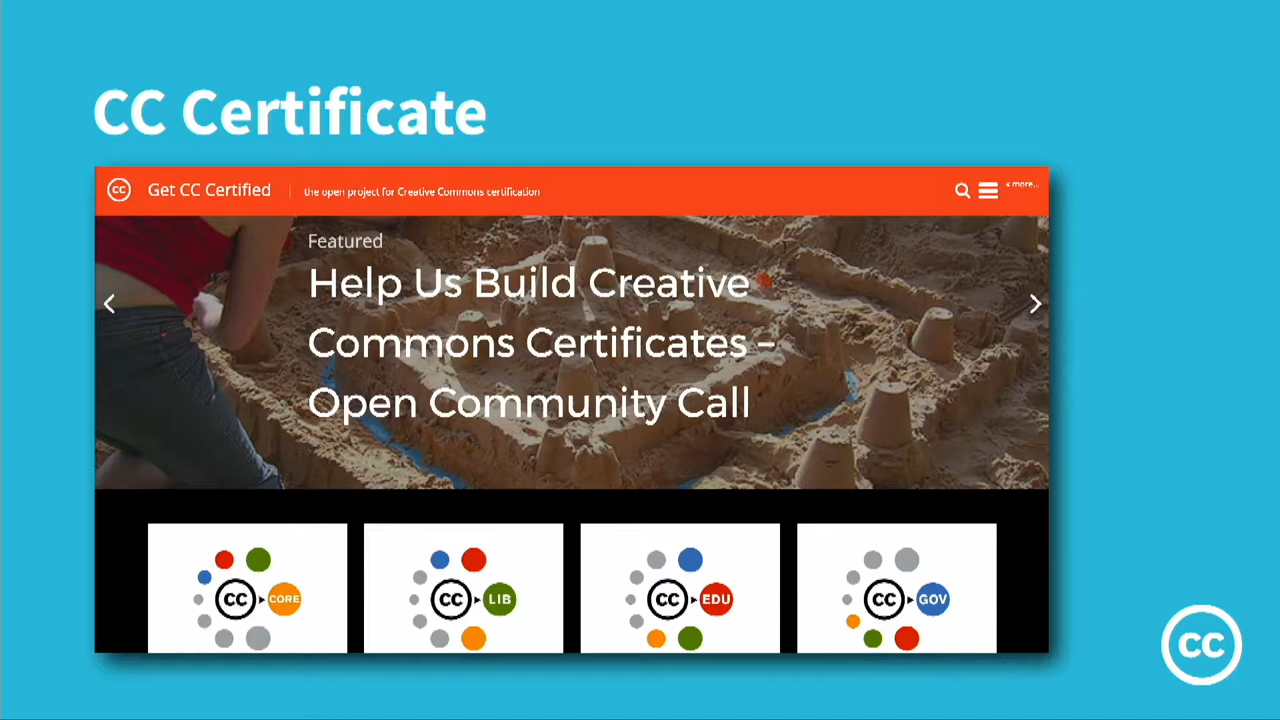 CC Certificate
CC Get CC Certified the open project for Creative Commons certification « more...
Featured
Help Us Build Creative
Commons Certificates –
Open Community Call
CC CORE CC LIB CC EDU CC GOV
CC